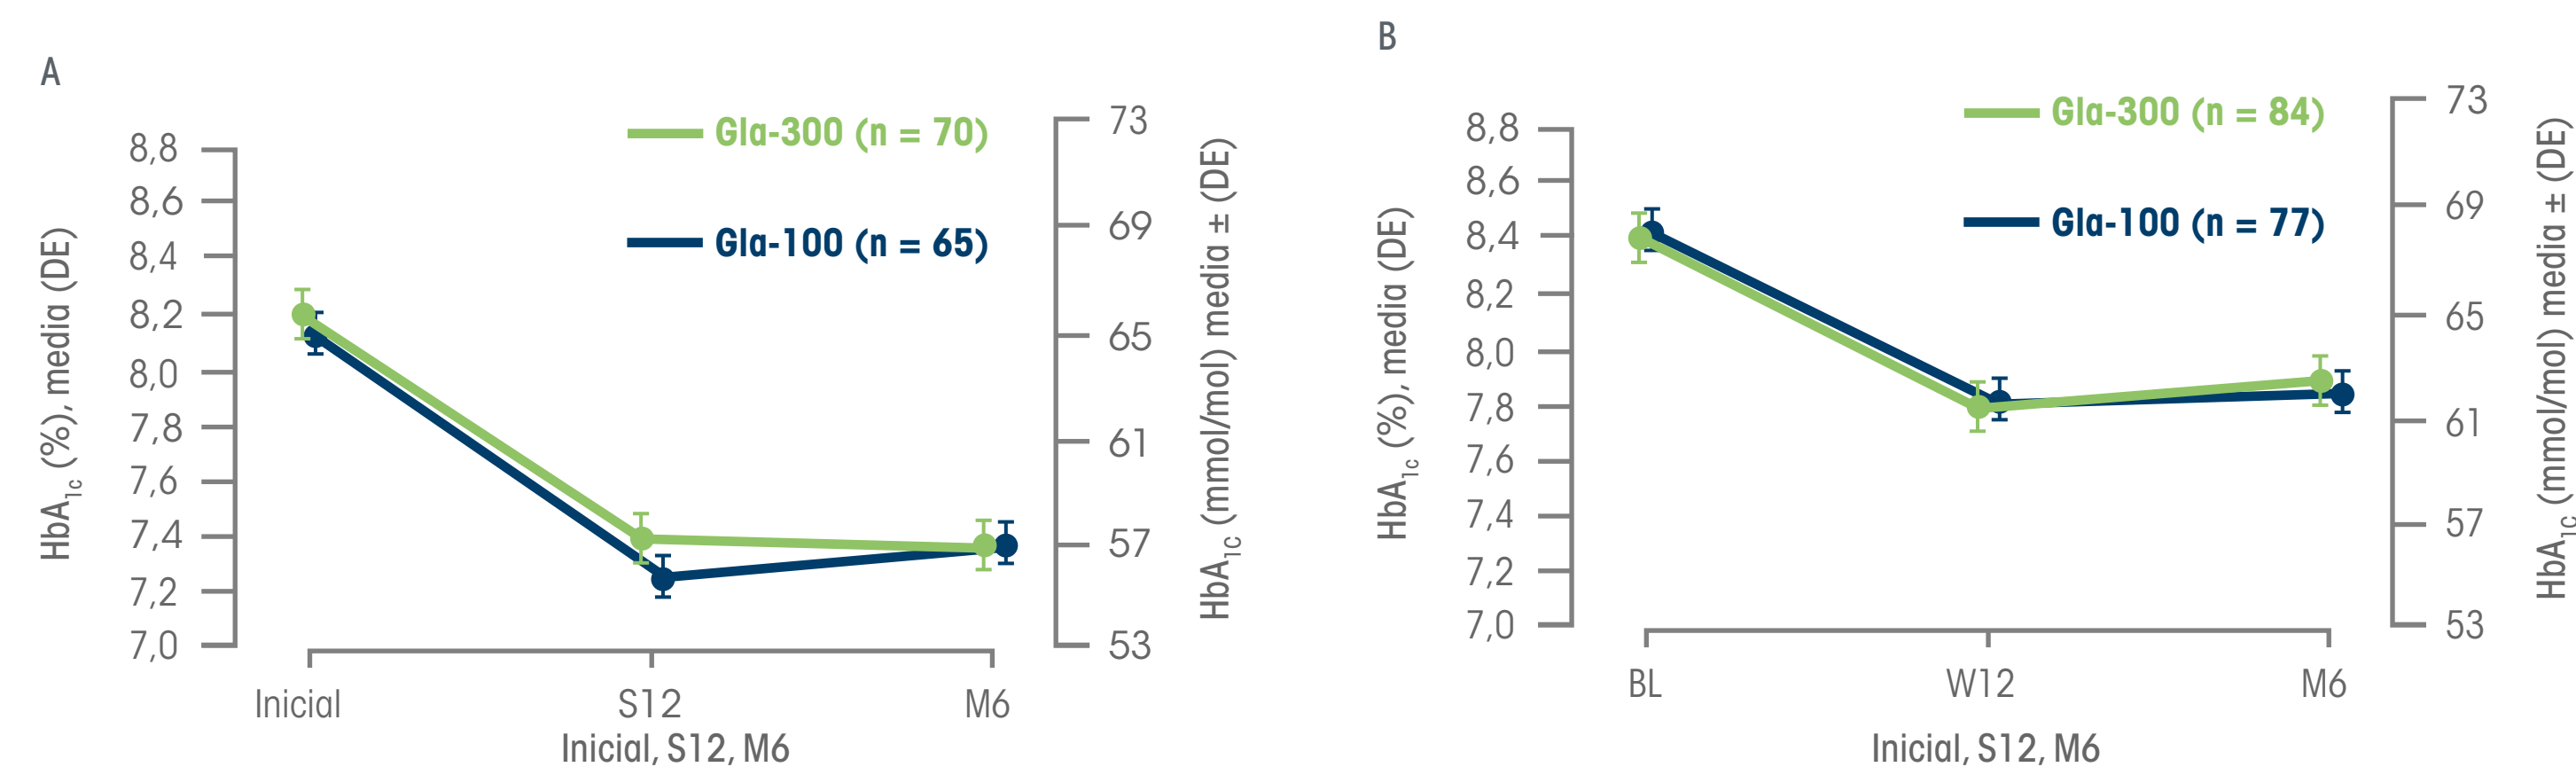 A
Gla-300 (n = 70)
Gla-100 (n = 65)
HbA1c (%), media (DE)
8,8
8,6
8,4
8,2
8,0
7,8
7,6
7,4
7,2
7,0
73
69
65
61
57
53
HbA1C (mmol/mol) media ± (DE)
Inicial S12 M6
Inicial, S12, M6
B
Gla-300 (n = 84)
Gla-100 (n = 77)
HbA1c (%), media (DE)
8,8
8,6
8,4
8,2
8,0
7,8
7,6
7,4
7,2
7,0
73
69
65
61
57
53
HbA1C (mmol/mol) media ± (DE)
BL W12 M6
Inicial, S12, M6